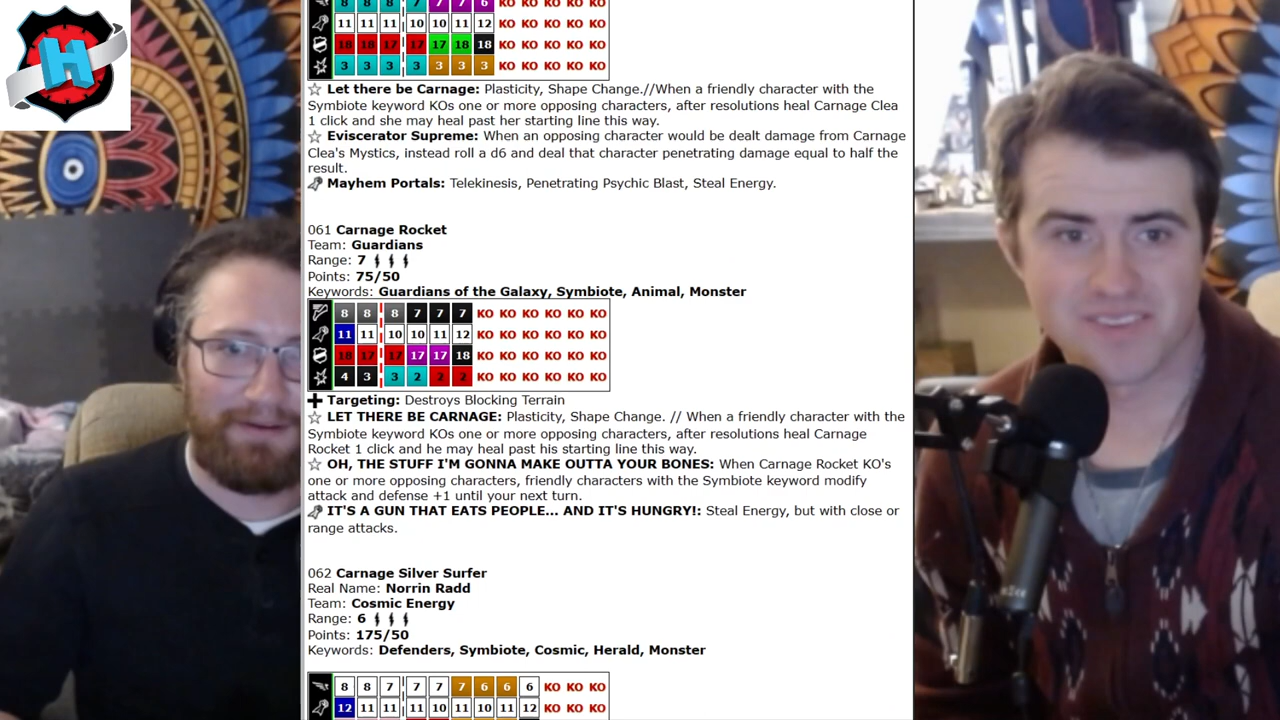 H
8 8 8 7 7 7 6 KO KO KO KO KO
11 11 11 10 10 11 12 KO KO KO KO KO
18 18 18 17 17 18 18 KO KO KO KO KO
3 3 3 3 3 3 3 KO KO KO KO KO
☆ Let there be Carnage: Plasticity, Shape Change.//When a friendly character with the
Symbiote keyword KOs one or more opposing characters, after resolutions heal Carnage Clea
1 click and she may heal past her starting line this way.
☆ Eviscerator Supreme: When an opposing character would be dealt damage from Carnage
Clea's Mystics, instead roll a d6 and deal that character penetrating damage equal to half the
result.
Mayhem Portals: Telekinesis, Penetrating Psychic Blast, Steal Energy.
061 Carnage Rocket
Team: Guardians
Range: 7
Points: 75/50
Keywords: Guardians of the Galaxy, Symbiote, Animal, Monster
8 8 8 7 7 7 KO KO KO KO KO KO
11 11 10 10 11 12 KO KO KO KO KO KO
18 17 17 17 17 18 KO KO KO KO KO KO
4 3 3 2 2 2 KO KO KO KO KO KO
Targeting: Destroys Blocking Terrain
☆ LET THERE BE CARNAGE: Plasticity, Shape Change. // When a friendly character with the
Symbiote keyword KOs one or more opposing characters, after resolutions heal Carnage
Rocket 1 click and he may heal past his starting line this way.
☆ OH, THE STUFF I'M GONNA MAKE OUTTA YOUR BONES: When Carnage Rocket KO's
one or more opposing characters, friendly characters with the Symbiote keyword modify
attack and defense +1 until your next turn.
IT'S A GUN THAT EATS PEOPLE... AND IT'S HUNGRY!: Steal Energy, but with close or
range attacks.
062 Carnage Silver Surfer
Real Name: Norrin Radd
Team: Cosmic Energy
Range: 6
Points: 175/50
Keywords: Defenders, Symbiote, Cosmic, Herald, Monster
8 8 7 7 7 7 6 6 6 KO KO KO
12 11 11 11 10 11 10 11 12 KO KO KO